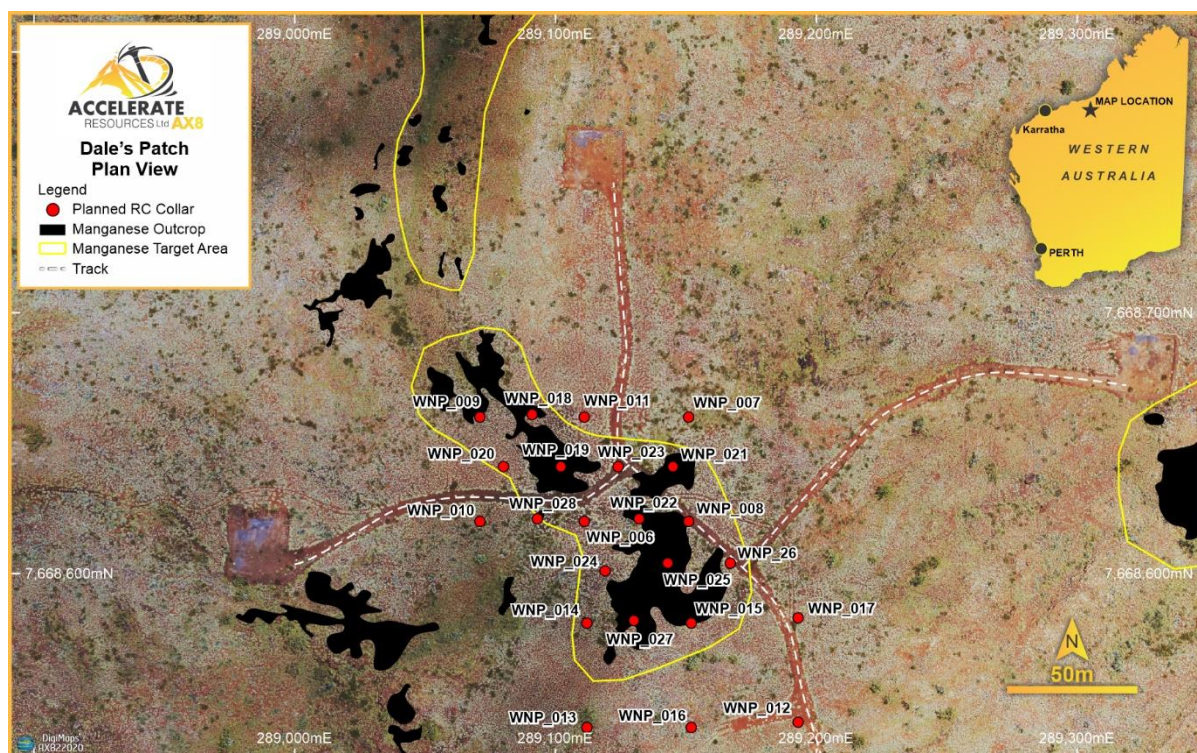 289,000mE
289,100mE
289,200mE
289,300mE
ACCELERATE
RESOURCES Ltd AX8
Dale's Patch
Plan View
Legend
Planned RC Collar
Manganese Outcrop
Manganese Target Area
Track
MAP LOCATION
Karratha
WESTERN
AUSTRALIA
PERTH
7,668,700mN
WNP_009
WNP_018
WNP_011
WNP_007
WNP_020
WNP_019
WNP_023
WNP_021
WNP_010
WNP_028
WNP_022
WNP_008
WNP_006
WNP_024
WNP_26
7,668,600mN
7,668,600mN
WNP_025
WNP_014
WNP_015
WNP_017
WNP_027
N
50m
WNP_013
WNP_016
WNP_012
DigiMaps
AX822020
289,000mE
289,100mE
289,200mE
289,300mE